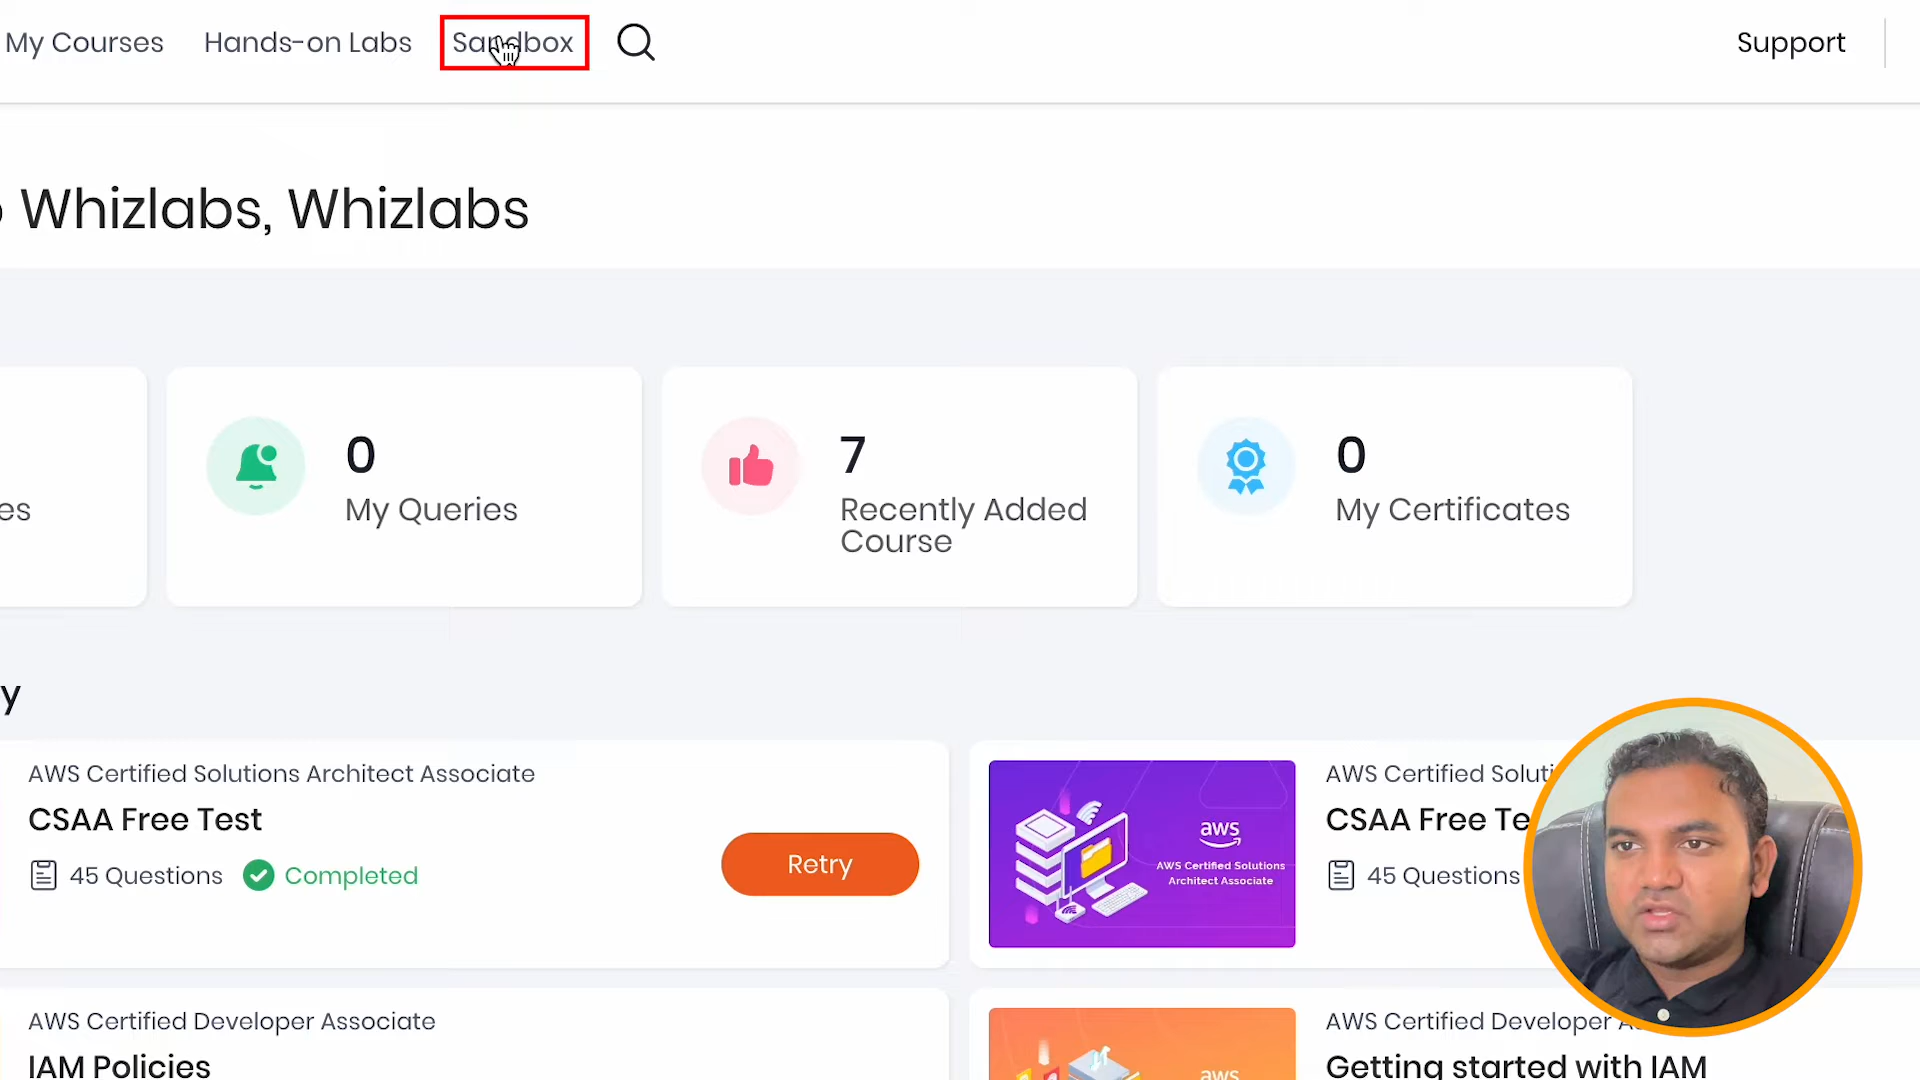 My Courses Hands-on Labs Sandbox Support
Whizlabs, Whizlabs
0
My Queries
7
Recently Added
Course
0
My Certificates
es
y
AWS Certified Solutions Architect Associate
CSAA Free Test
45 Questions Completed
Retry
aws
AWS Certified Solutions
Architect Associate
AWS Certified Soluti
CSAA Free Te
45 Questions
AWS Certified Developer Associate
IAM Policies
aws
AWS Certified Developer A
Getting started with IAM